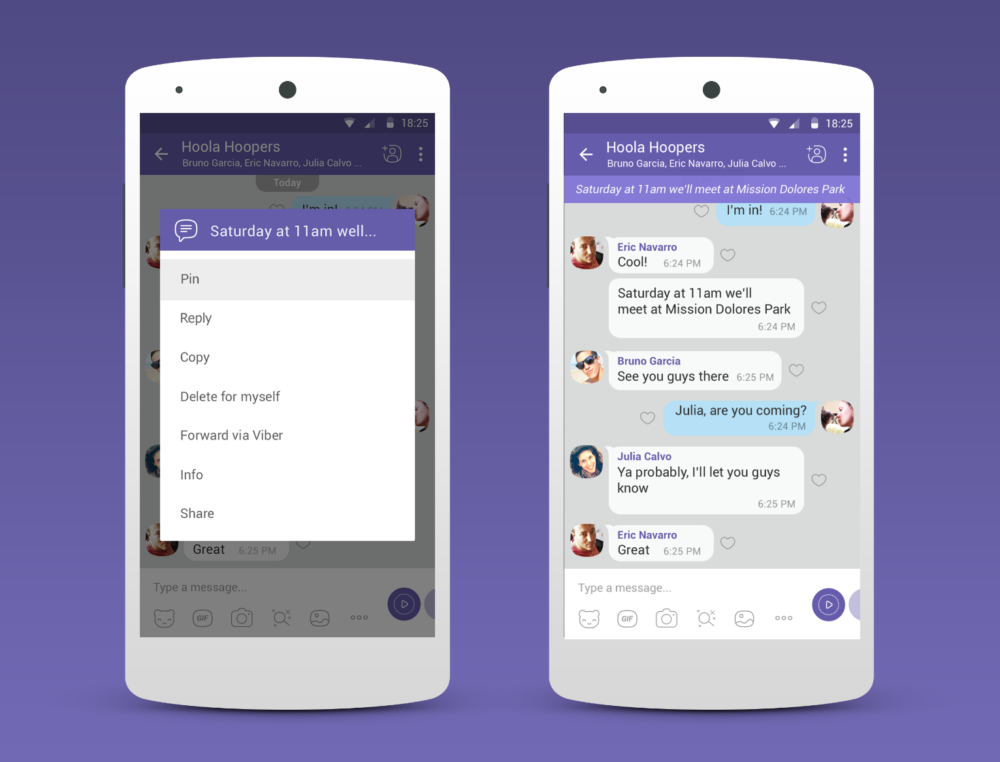 18:25
Hoola Hoopers
Bruno Garcia, Eric Navarro, Julia Calvo ...
Today
I'm in! 6:24 PM
Saturday at 11am well...
Pin
Reply
Copy
Delete for myself
Forward via Viber
Info
Share
Great 6:25 PM
Type a message...
GIF
18:25
Hoola Hoopers
Bruno Garcia, Eric Navarro, Julia Calvo ...
Saturday at 11am we'll meet at Mission Dolores Park
I'm in! 6:24 PM
Eric Navarro
Cool! 6:24 PM
Saturday at 11am we'll
meet at Mission Dolores Park
6:24 PM
Bruno Garcia
See you guys there 6:25 PM
Julia, are you coming?
6:24 PM
Julia Calvo
Ya probably, I'll let you guys
know
6:25 PM
Eric Navarro
Great 6:25 PM
Type a message...
GIF